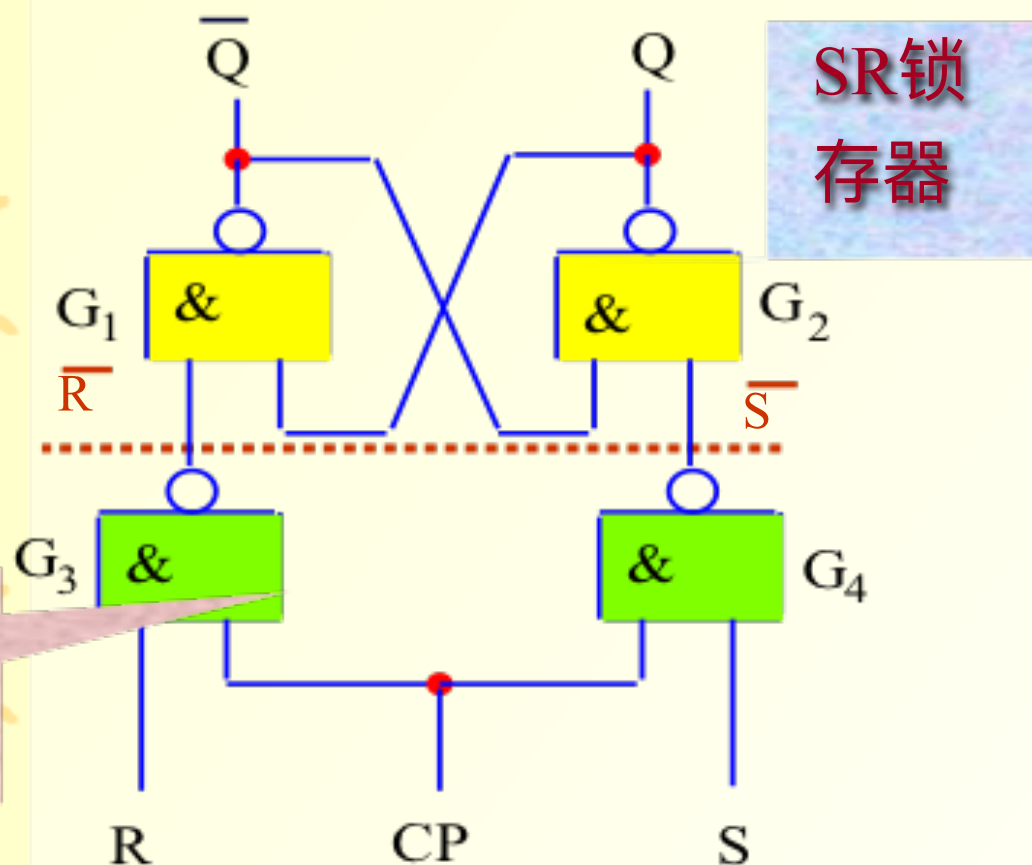 Q̅
Q
SR锁
存器
G₁
&
&
G₂
R̅
S̅
G₃
&
&
G₄
R
CP
S